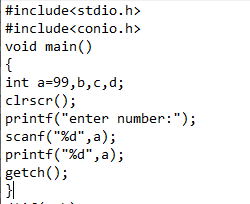 #include<stdio.h>
#include<conio.h>
void main()
{
int a=99,b,c,d;
clrscr();
printf("enter number:");
scanf("%d",a);
printf("%d",a);
getch();
}